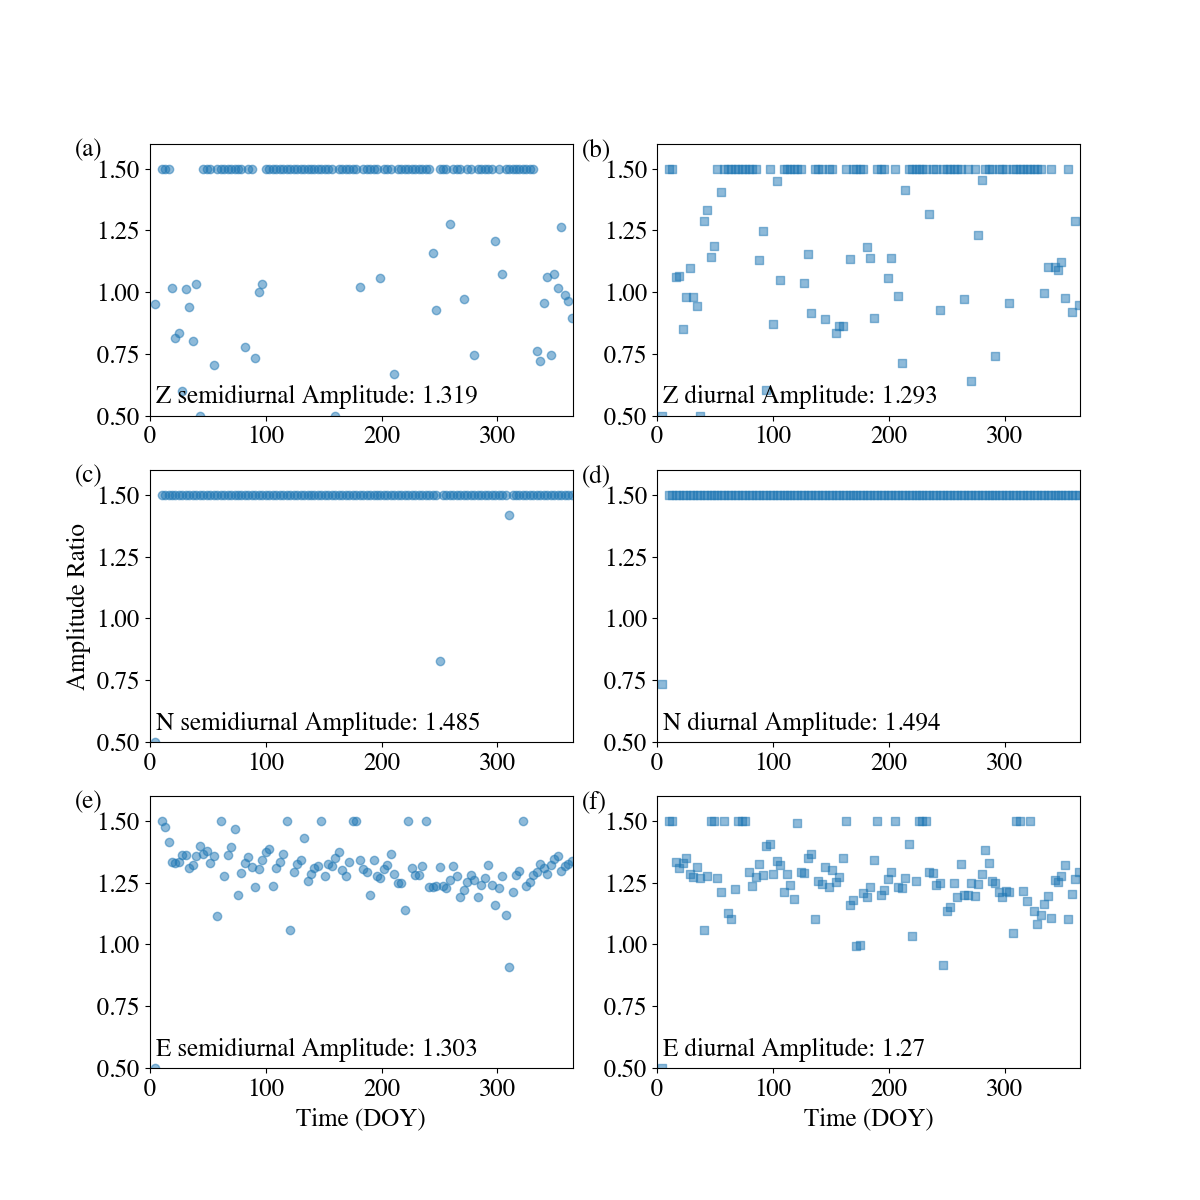 (a)
1.50
1.25
1.00
0.75
0.50
Z semidiurnal Amplitude: 1.319
0 100 200 300
(b)
1.50
1.25
1.00
0.75
0.50
Z diurnal Amplitude: 1.293
0 100 200 300
(c)
Amplitude Ratio
1.50
1.25
1.00
0.75
0.50
N semidiurnal Amplitude: 1.485
0 100 200 300
(d)
1.50
1.25
1.00
0.75
0.50
N diurnal Amplitude: 1.494
0 100 200 300
(e)
1.50
1.25
1.00
0.75
0.50
E semidiurnal Amplitude: 1.303
0 100 200 300
Time (DOY)
(f)
1.50
1.25
1.00
0.75
0.50
E diurnal Amplitude: 1.27
0 100 200 300
Time (DOY)